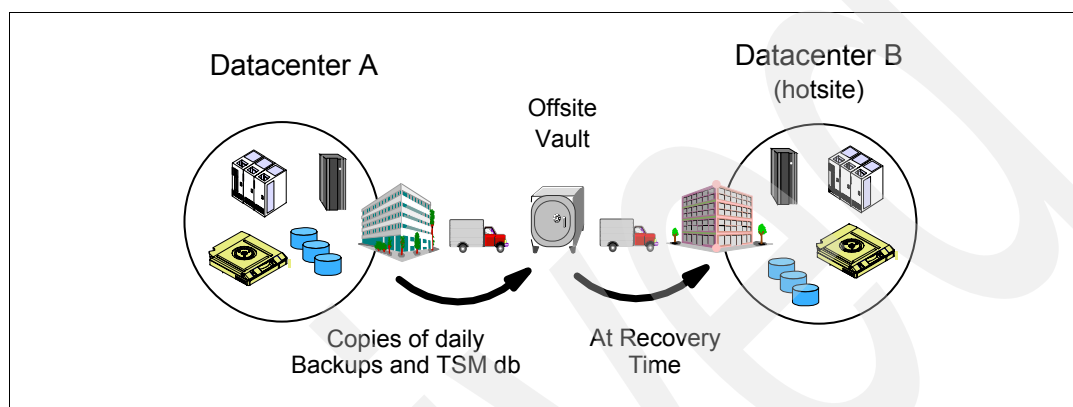 Datacenter A
Datacenter B
(hotsite)
Offsite
Vault
Copies of daily
Backups and TSM db
At Recovery
Time